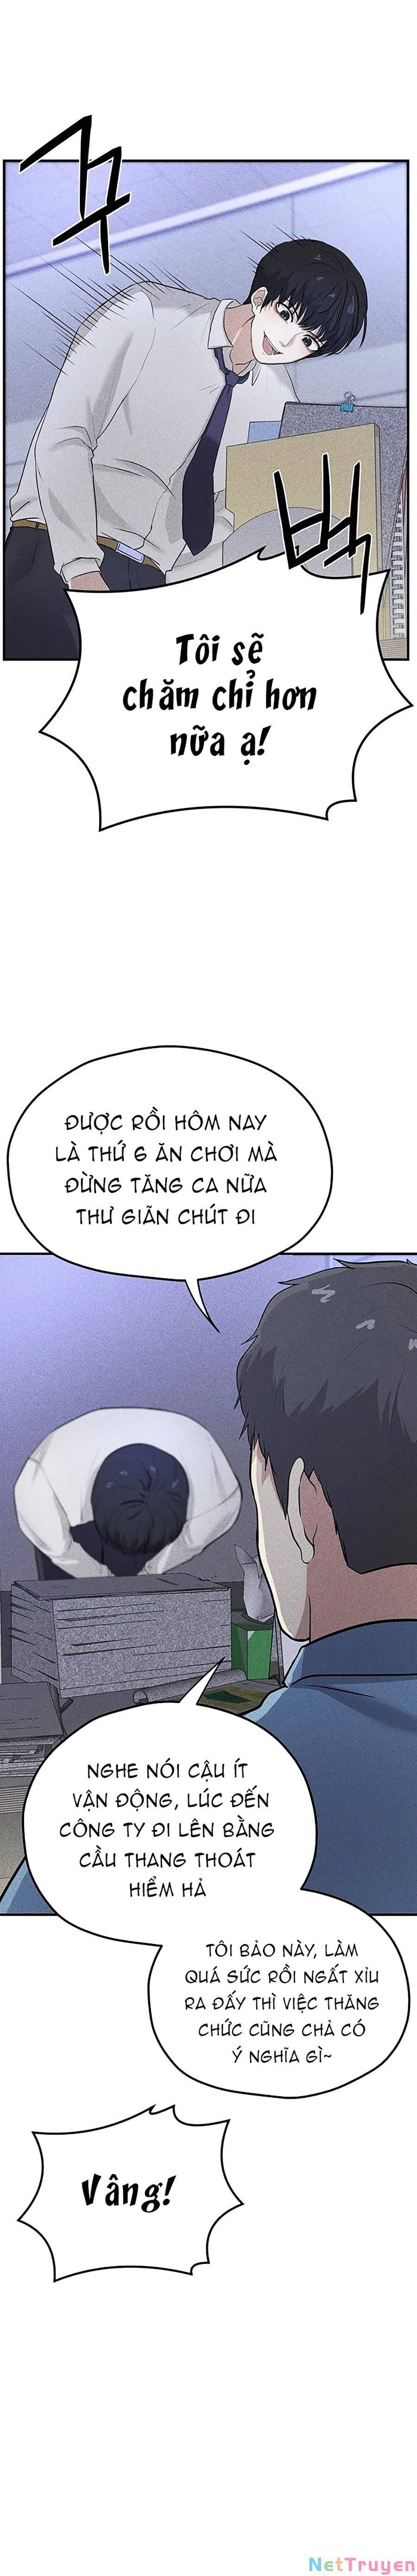 각
각
Tôi sẽ
chăm chỉ hơn
nữa ạ!
ĐƯỢC RỒI HÔM NAY
LÀ THỨ 6 ĂN CHƠI MÀ
ĐỪNG TĂNG CA NỮA
THƯ GIÃN CHÚT ĐI
NGHE NÓI CẬU ÍT
VẬN ĐỘNG, LÚC ĐẾN
CÔNG TY ĐI LÊN BẰNG
CẦU THANG THOÁT
HIỂM HẢ
TÔI BẢO NÀY, LÀM
QUÁ SỨC RỒI NGẤT XỈU
RA ĐẤY THÌ VIỆC THĂNG
CHỨC CŨNG CHẢ CÓ
Ý NGHĨA GÌ~
Vâng!
NetTruyen